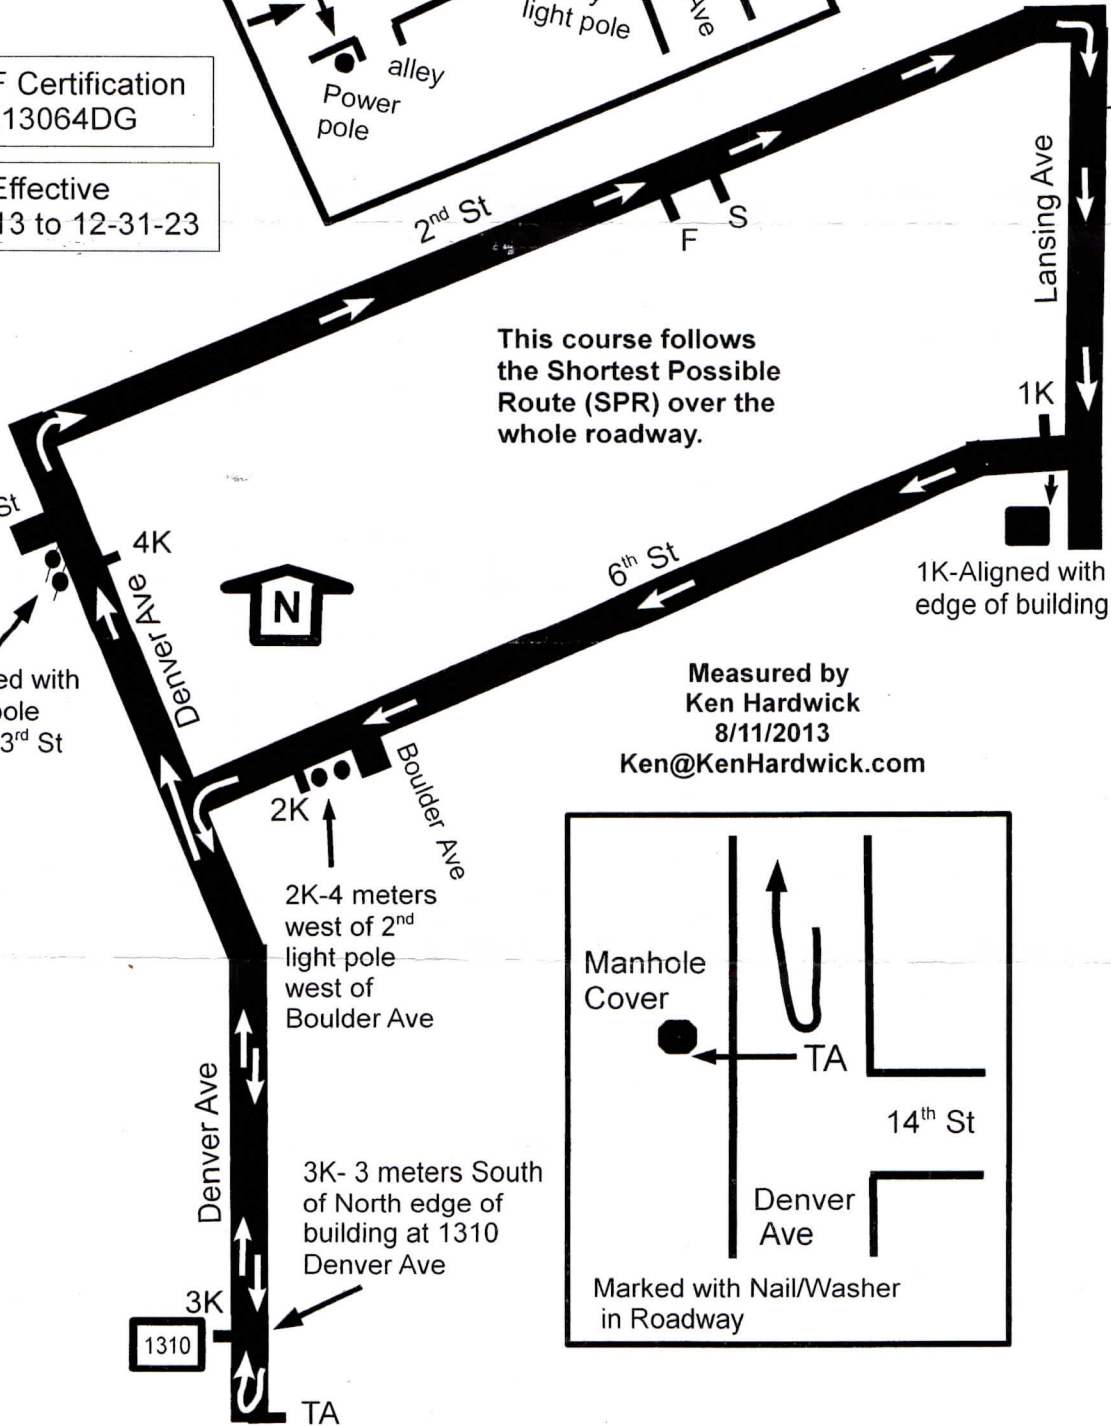 light pole
Ave
alley
Power
pole
F Certification
13064DG
Effective
13 to 12-31-23
2nd St
F
S
Lansing Ave
This course follows
the Shortest Possible
Route (SPR) over the
whole roadway.
1K
St
4K
Denver Ave
N
6th St
1K-Aligned with
edge of building
ed with
pole
3rd St
Measured by
Ken Hardwick
8/11/2013
Ken@KenHardwick.com
2K
Boulder Ave
2K-4 meters
west of 2nd
light pole
west of
Boulder Ave
Manhole
Cover
TA
14th St
Denver
Ave
Marked with Nail/Washer
in Roadway
Denver Ave
3K- 3 meters South
of North edge of
building at 1310
Denver Ave
3K
1310
TA